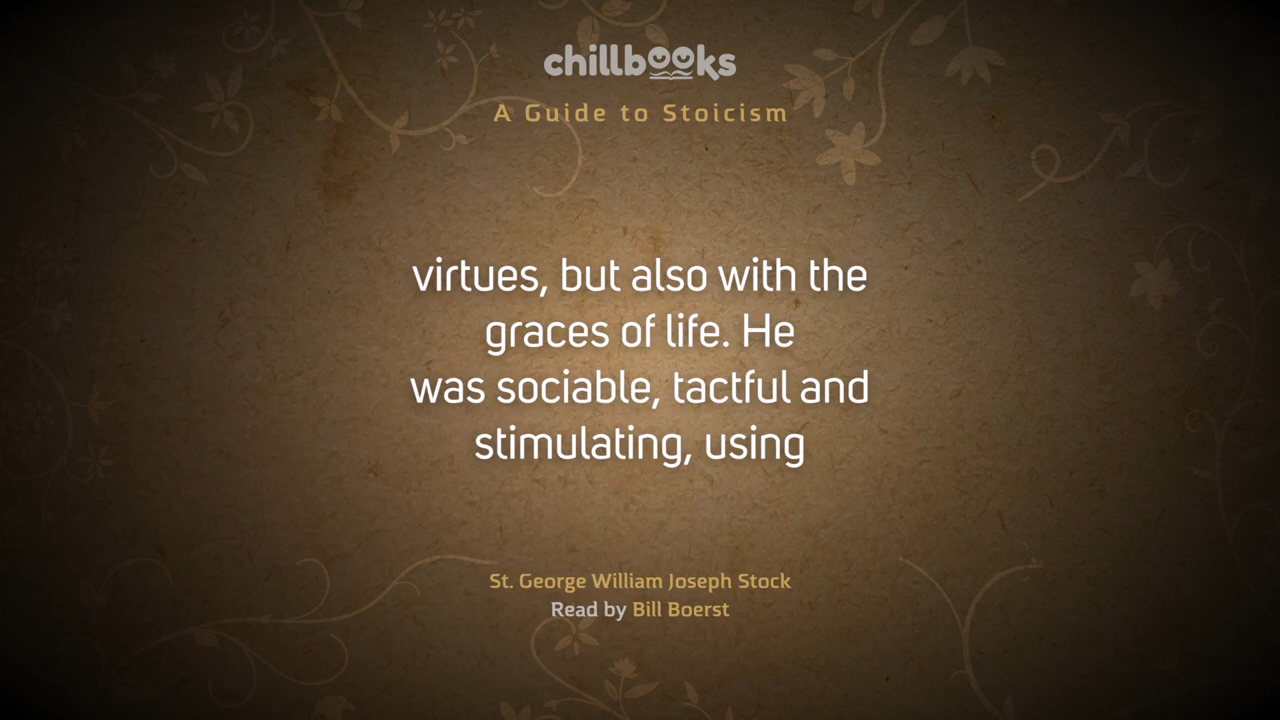 chillbooks
A Guide to Stoicism
virtues, but also with the
graces of life. He
was sociable, tactful and
stimulating, using
St. George William Joseph Stock
Read by Bill Boerst